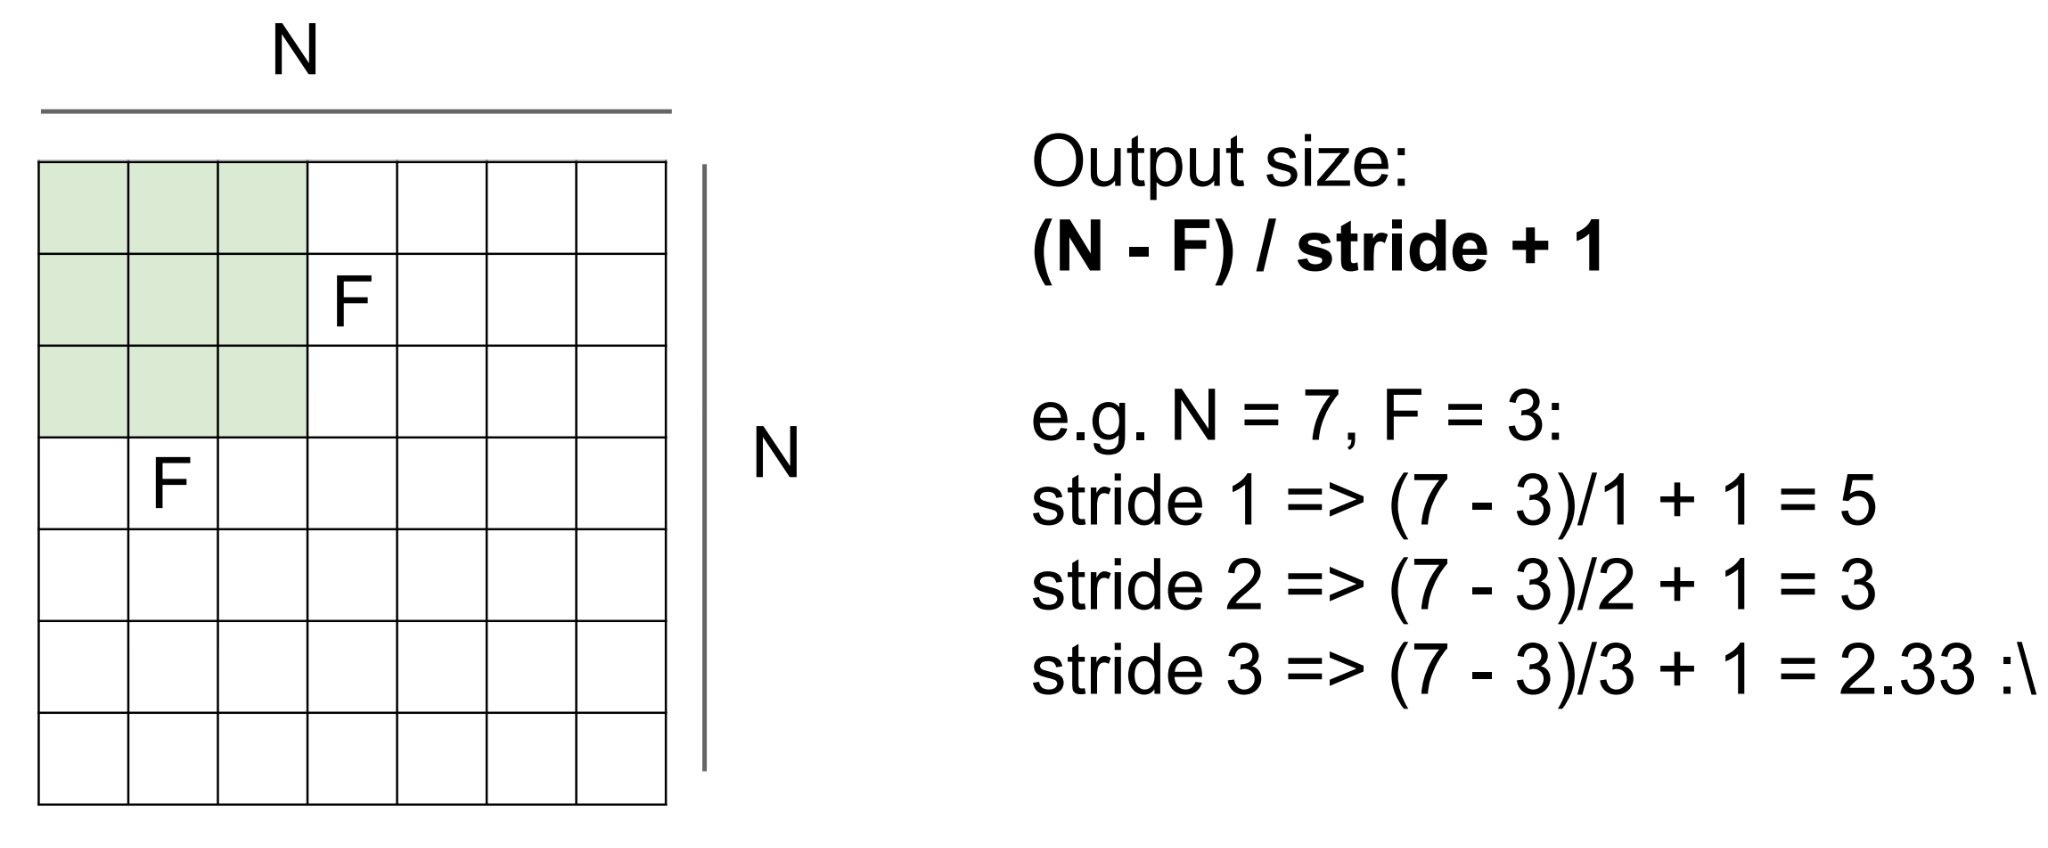 N
F
F
N
Output size:
(N - F) / stride + 1
e.g. N = 7, F = 3:
stride 1 => (7 - 3)/1 + 1 = 5
stride 2 => (7 - 3)/2 + 1 = 3
stride 3 => (7 - 3)/3 + 1 = 2.33 :\